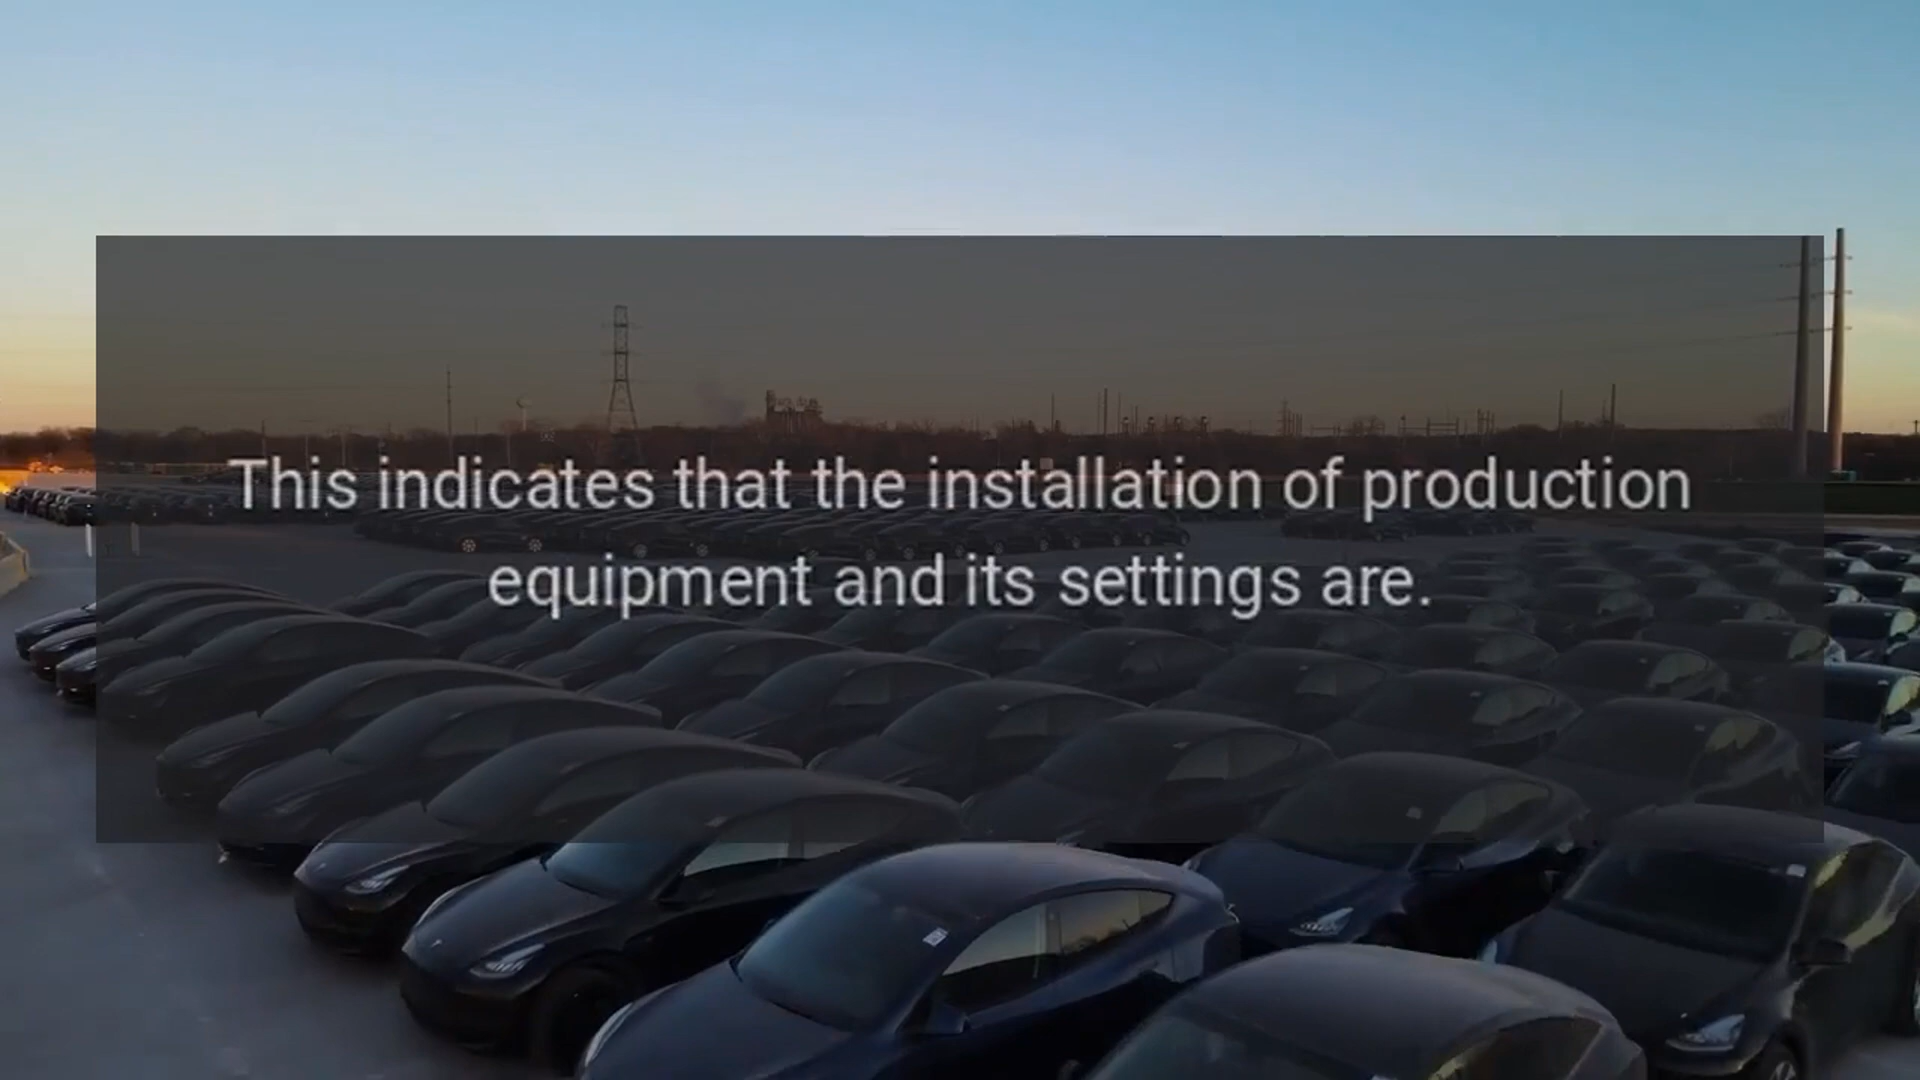 This indicates that the installation of production
equipment and its settings are.